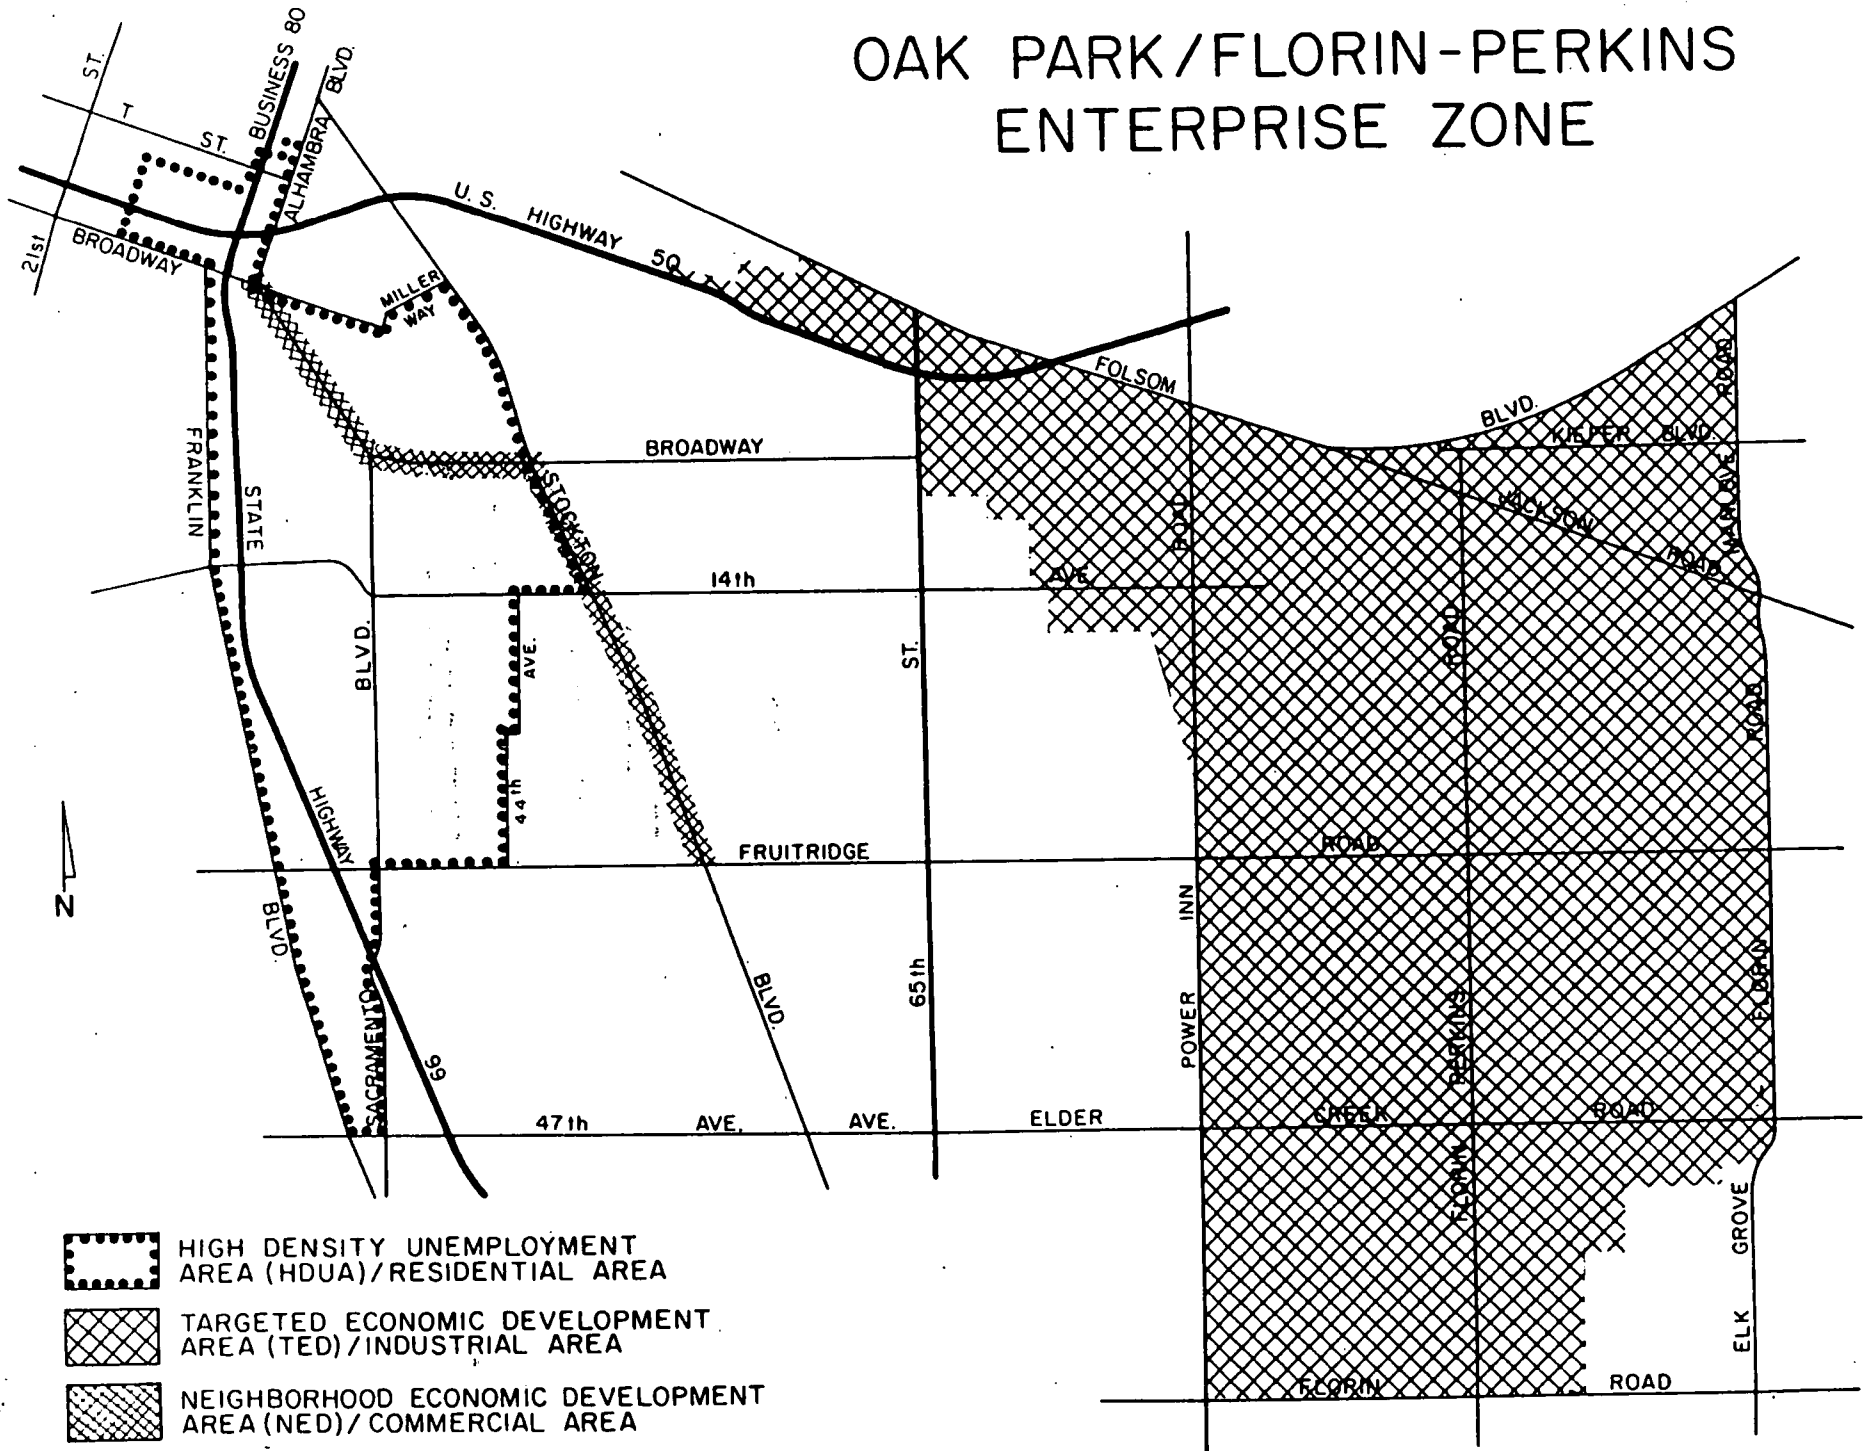 OAK PARK/FLORIN-PERKINS
ENTERPRISE ZONE
ST.
T
ST.
BUSINESS 80
ALHAMBRA
BLVD.
21st
BROADWAY
U. S. HIGHWAY 50
MILLER
WAY
FOLSOM
BLVD.
KIEFER BLVD.
ROAD
MANLOVE
JACKSON
ROAD
BROADWAY
FRANKLIN
STATE
STOCKTON
ROAD
14th
AVE.
BLVD.
AVE.
ST.
ROAD
ROAD
44th
HIGHWAY
FRUITRIDGE
ROAD
N
BLVD.
INN
65th
POWER
PERKINS
FLORIN
SACRAMENTO
99
BLVD.
47th
AVE.
AVE.
ELDER
CREEK
ROAD
FLORIN
GROVE
ELK
FLORIN
ROAD
HIGH DENSITY UNEMPLOYMENT
AREA (HDUA)/RESIDENTIAL AREA
TARGETED ECONOMIC DEVELOPMENT
AREA (TED)/INDUSTRIAL AREA
NEIGHBORHOOD ECONOMIC DEVELOPMENT
AREA (NED)/COMMERCIAL AREA